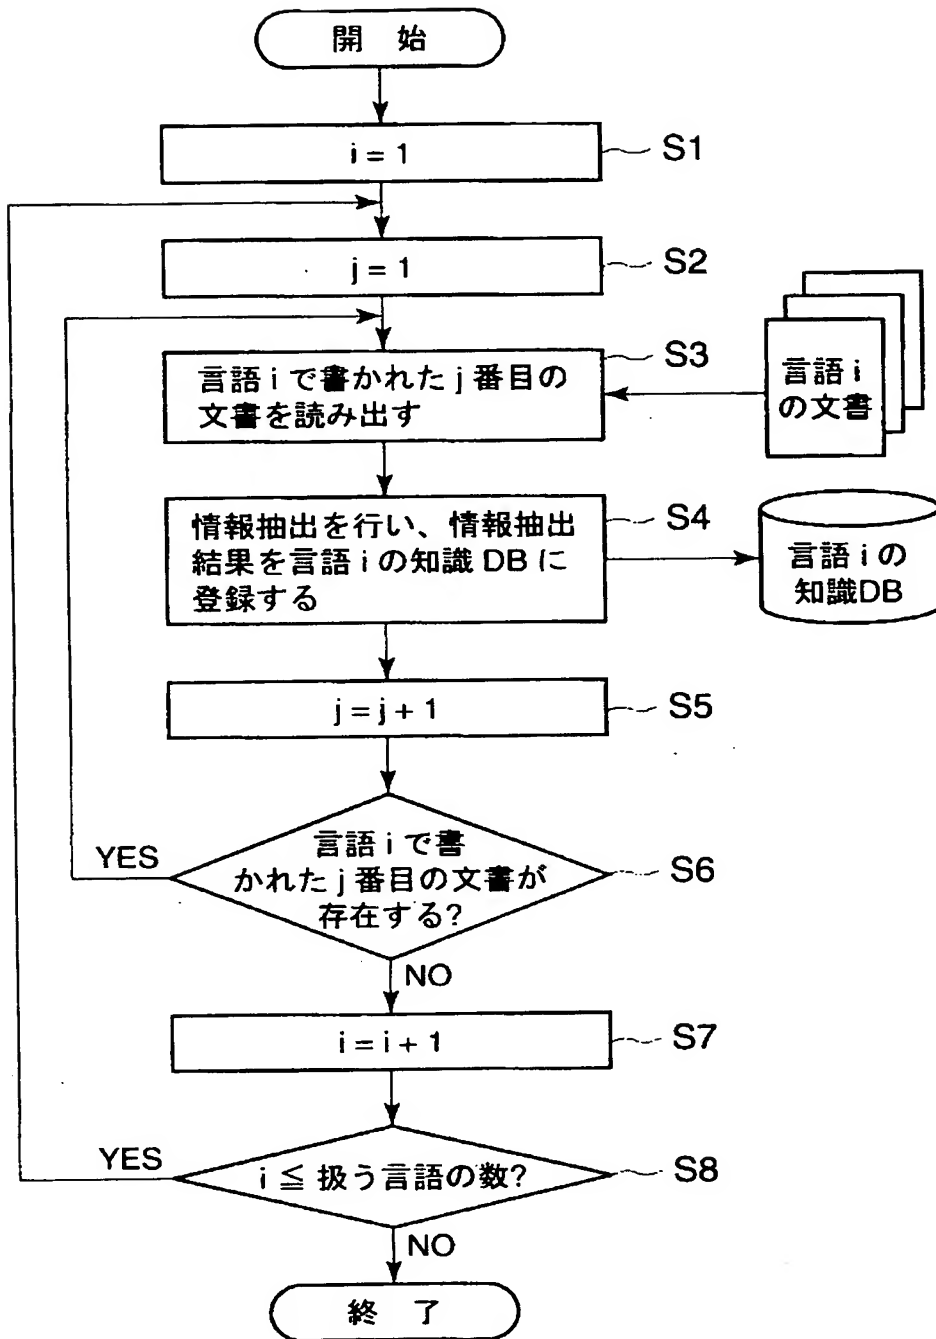 開 始
i = 1
S1
j = 1
S2
言語 i で書かれた j 番目の
文書を読み出す
S3
言語 i
の文書
情報抽出を行い、情報抽出
結果を言語 i の知識 DB に
登録する
S4
言語 i の
知識DB
j = j + 1
S5
言語 i で書
かれた j 番目の文書が
存在する?
S6
YES
NO
i = i + 1
S7
i ≦ 扱う言語の数?
S8
YES
NO
終 了